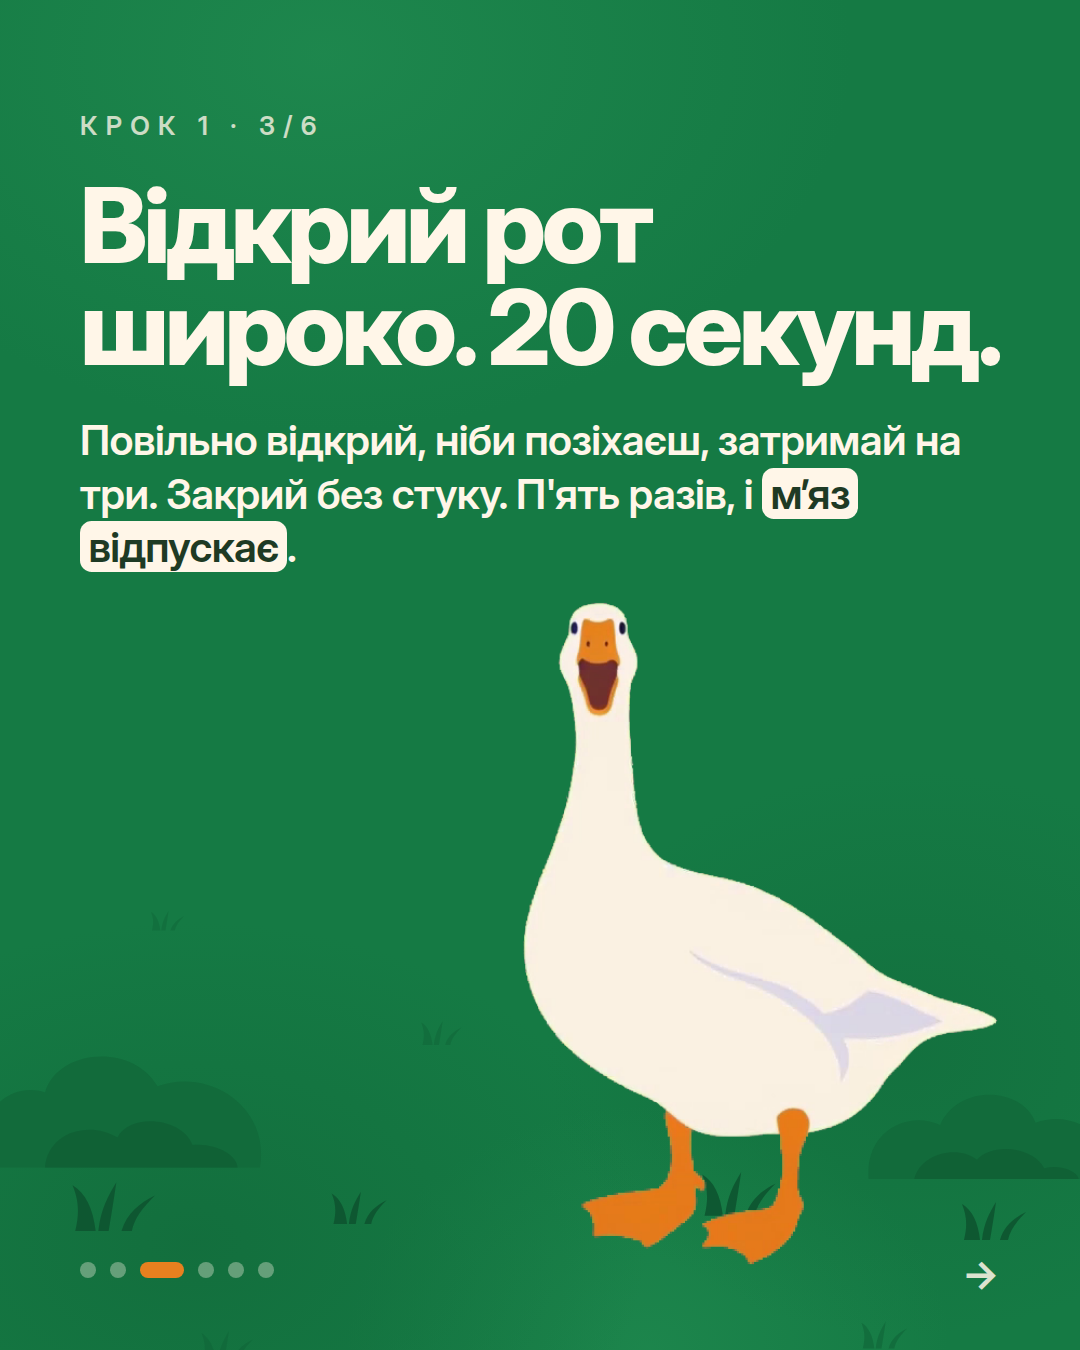 КРОК 1 · 3/6
Відкрий рот
широко. 20 секунд.
Повільно відкрий, ніби позіхаєш, затримай на
три. Закрий без стуку. П'ять разів, і м’яз
відпускає.